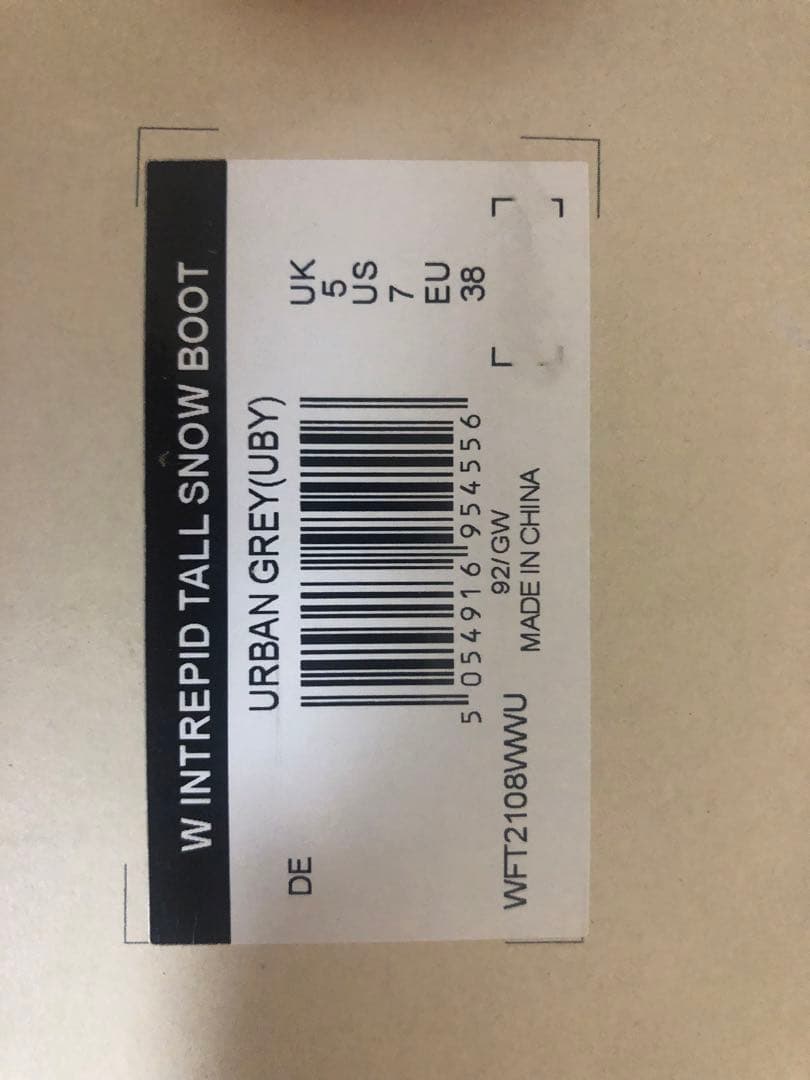 W INTREPID TALL SNOW BOOT
URBAN GREY(UBY)
DE
UK
5
US
7
EU
38
5 054916 954556
92/GW
WFT2108WWU
MADE IN CHINA